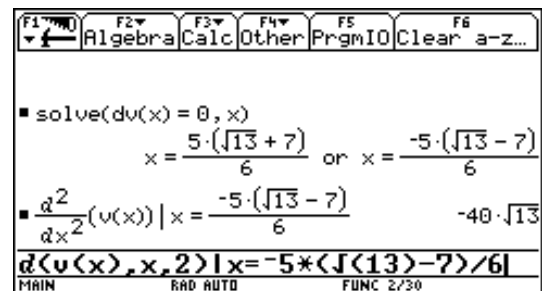 F1 F2 F3 F4 F5 F6
Algebra Calc Other PrgmIO Clear a-z…
▪ solve(dv(x) = 0, x)
x = 5·(√13 + 7)/6 or x = -5·(√13 - 7)/6
▪ d²/dx²(v(x)) | x = -5·(√13 - 7)/6 -40·√13
d(v(x),x,2)|x=-5*(√(13)-7)/6|
MAIN RAD AUTO FUNC 2/30